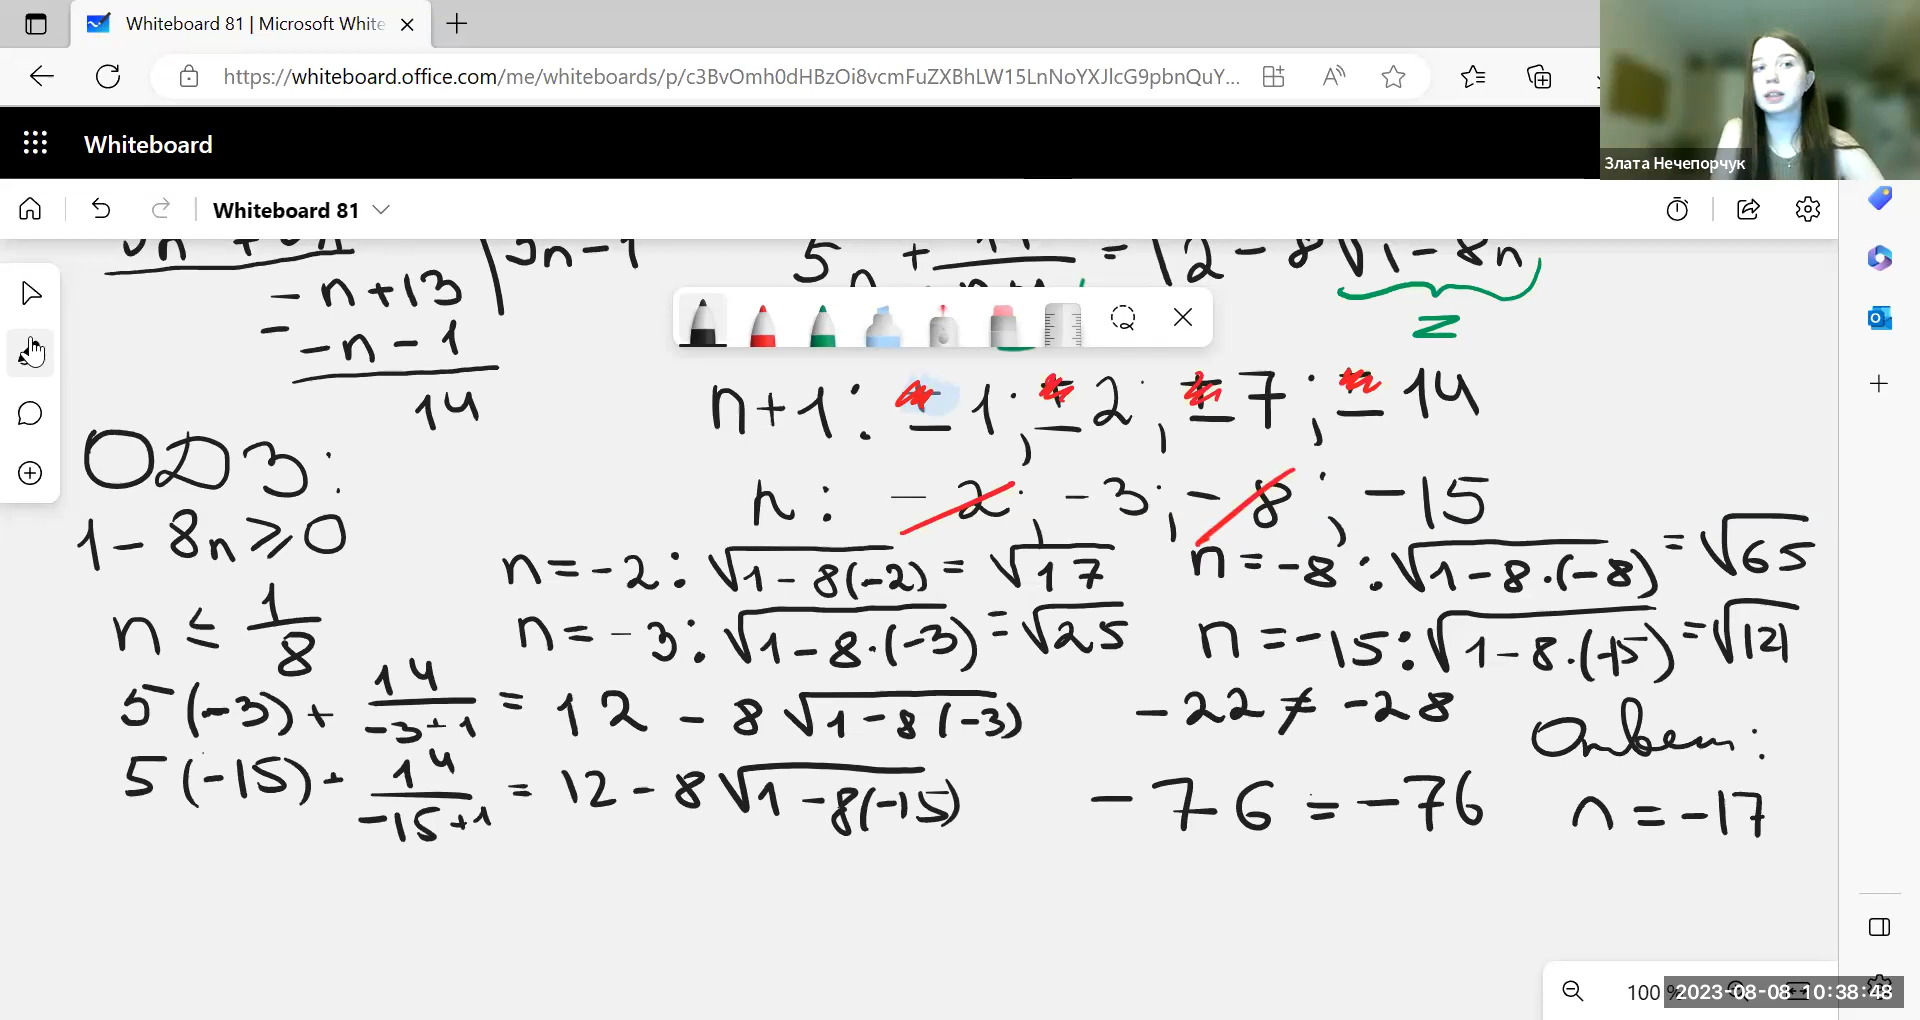 Whiteboard 81 | Microsoft White
https://whiteboard.office.com/me/whiteboards/p/c3BvOmh0dHBzOi8vcmFuZXBhLW15LnNoYXJlcG9pbnQuY...
Злата Нечепорчук
Whiteboard
Whiteboard 81
- n + 13
5n - 1
- n - 1
14
= 12 - 8√1 - 8n
Z
n + 1 : ± 1; ± 2; ± 7; ± 14
n : - 2; - 3; - 8; - 15
ОДЗ:
1 - 8n ⩾ 0
n ≤ 1/8
n = - 2 : √1 - 8(-2) = √17
n = - 8 : √1 - 8 · (-8) = √65
n = - 3 : √1 - 8 · (-3) = √25
n = - 15 : √1 - 8 · (-15) = √121
5 (-3) + 14/-3+1 = 12 - 8 √1 - 8 (-3)
- 22 ≠ - 28
Ответ:
5 (-15) + 14/-15+1 = 12 - 8 √1 - 8(-15)
- 76 = - 76
n = - 17
100 %
2023-08-08 10:38:48